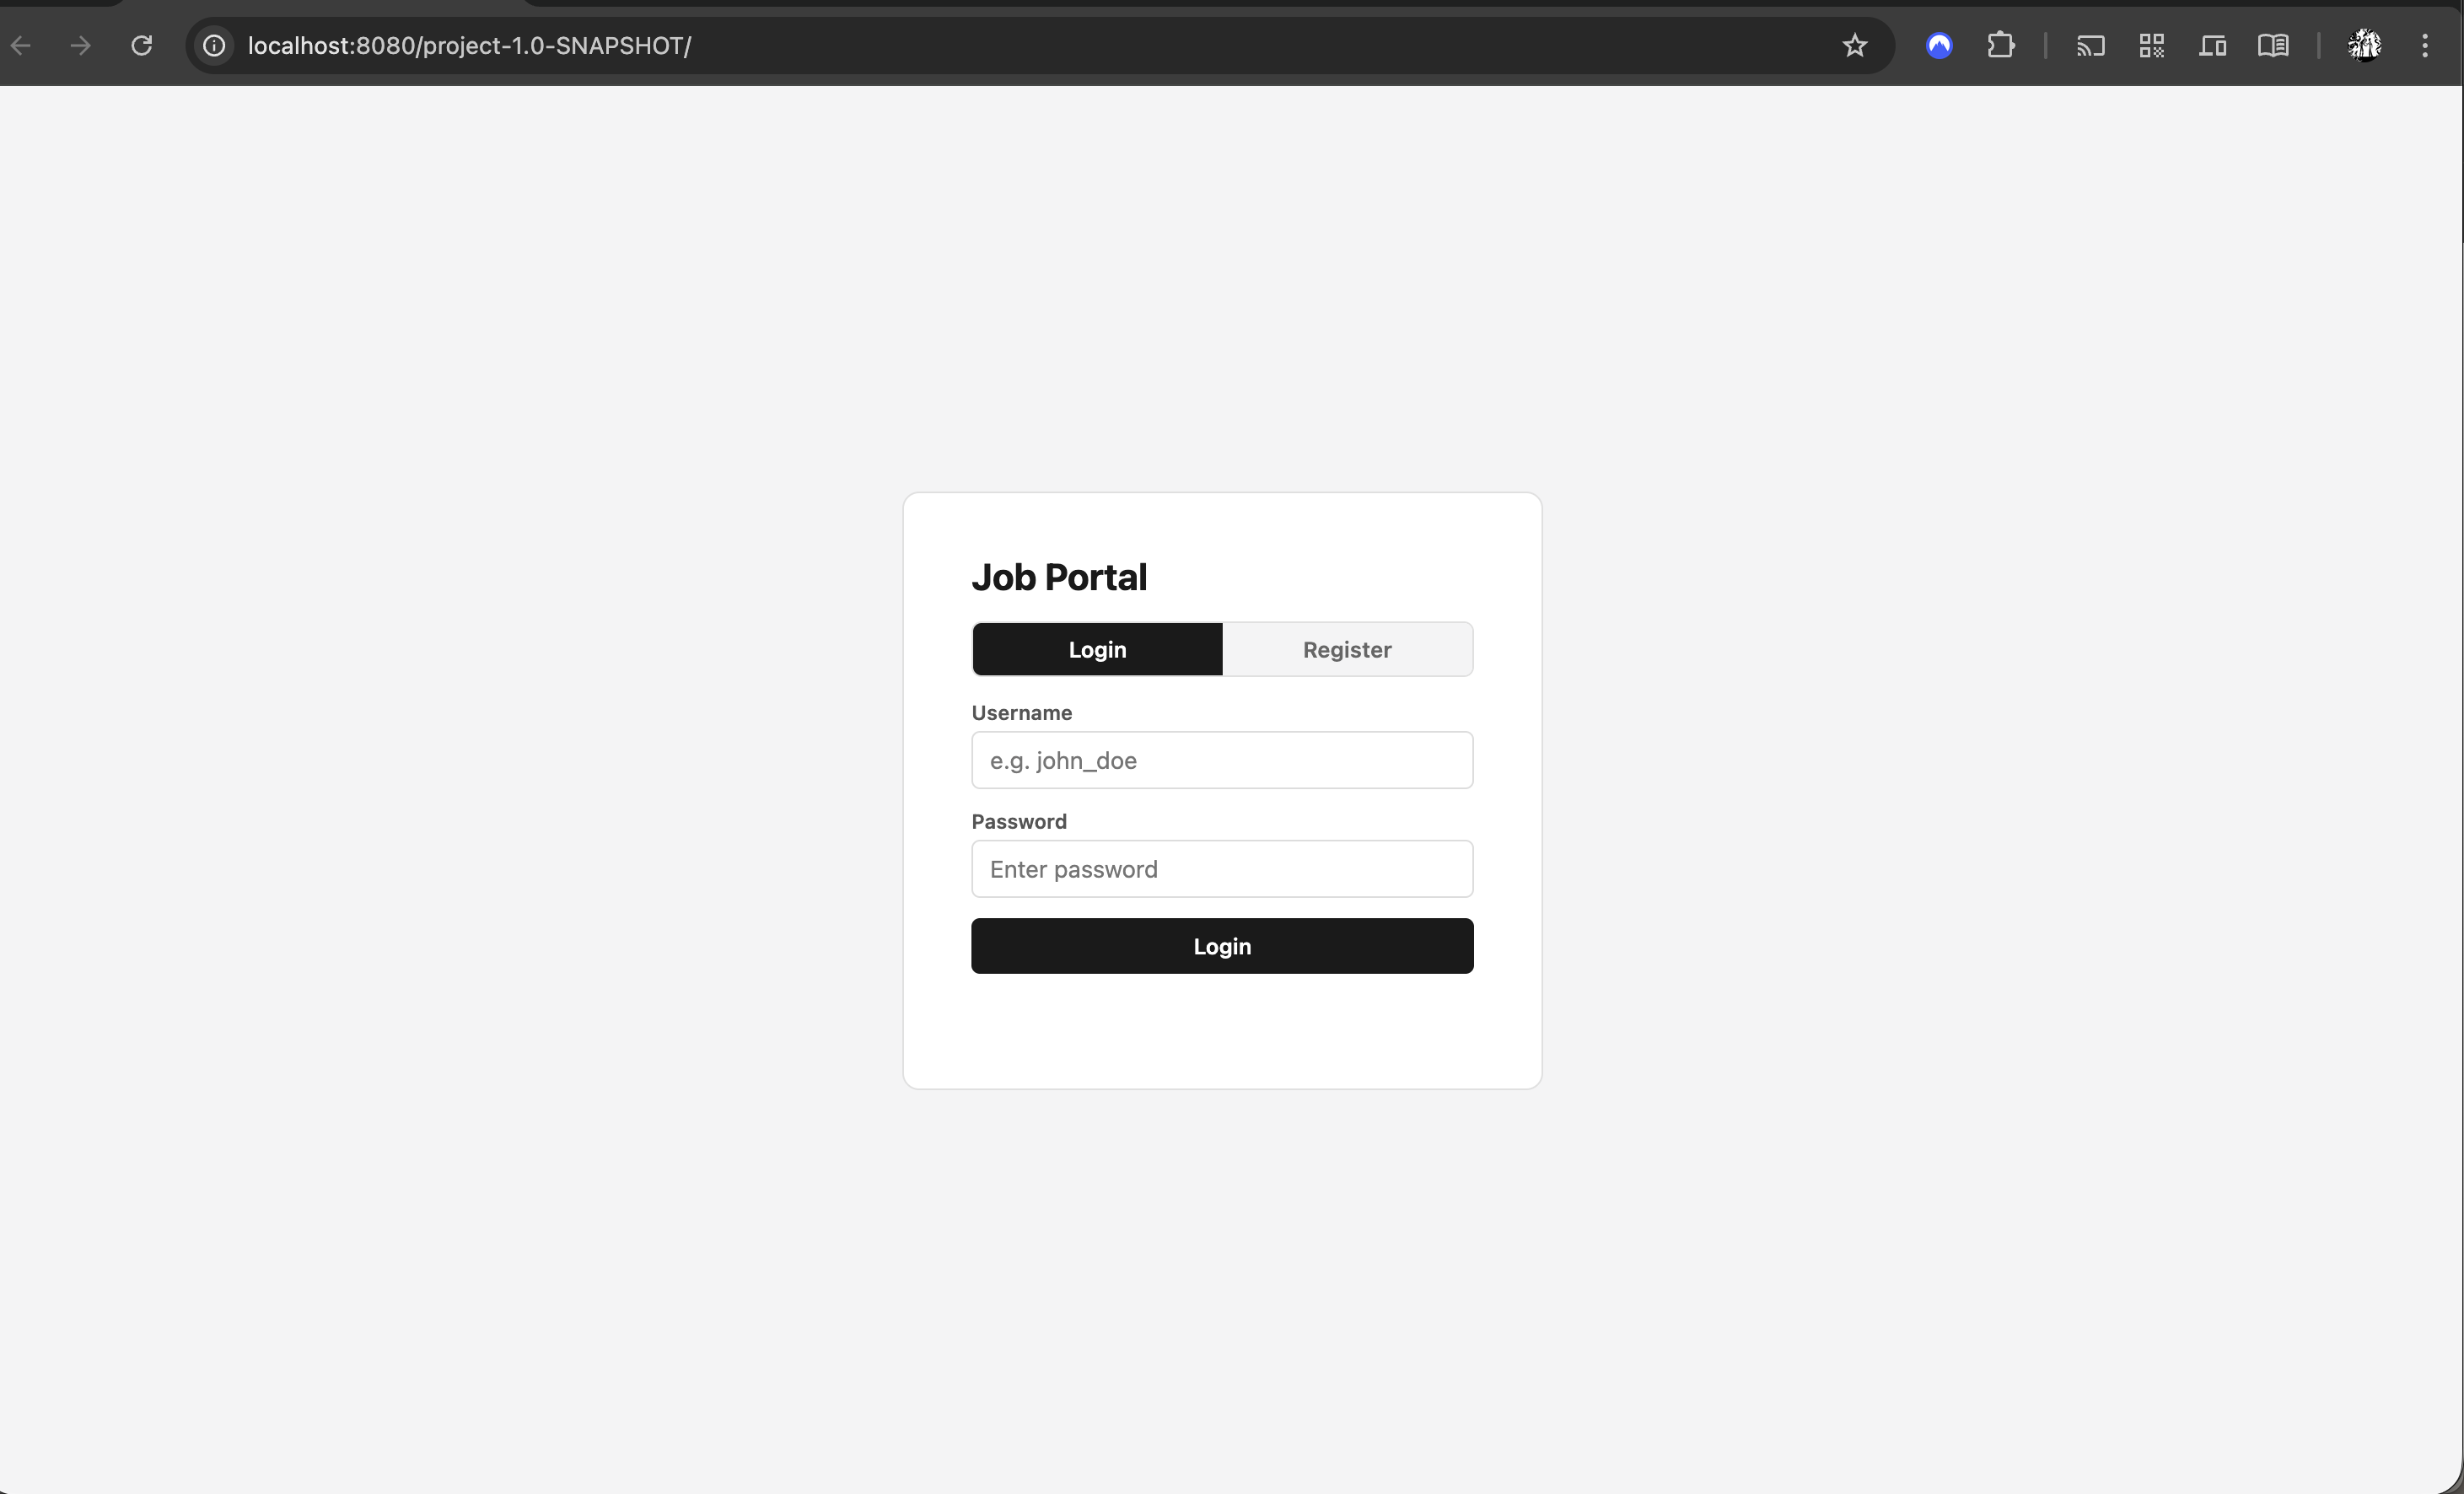 localhost:8080/project-1.0-SNAPSHOT/
Job Portal
Login Register
Username
e.g. john_doe
Password
Enter password
Login